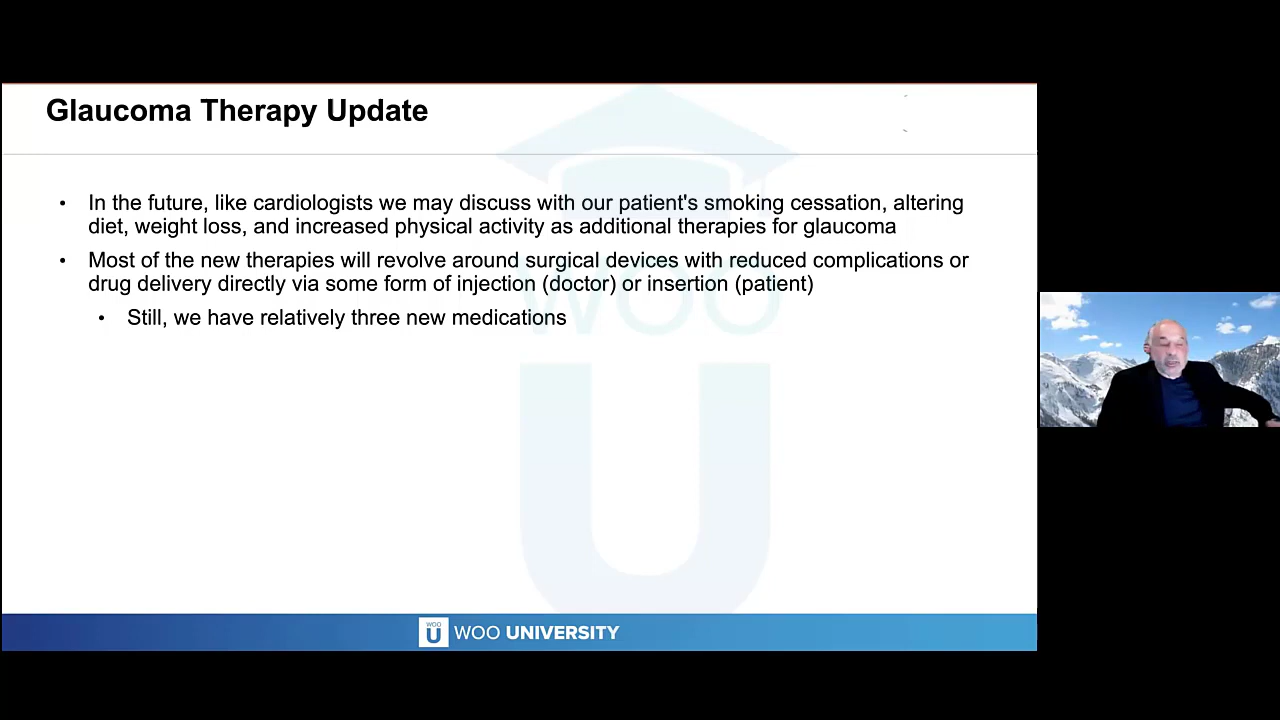 Glaucoma Therapy Update
• In the future, like cardiologists we may discuss with our patient's smoking cessation, altering
diet, weight loss, and increased physical activity as additional therapies for glaucoma
• Most of the new therapies will revolve around surgical devices with reduced complications or
drug delivery directly via some form of injection (doctor) or insertion (patient)
• Still, we have relatively three new medications
WOO
U
WOO
U
WOO UNIVERSITY